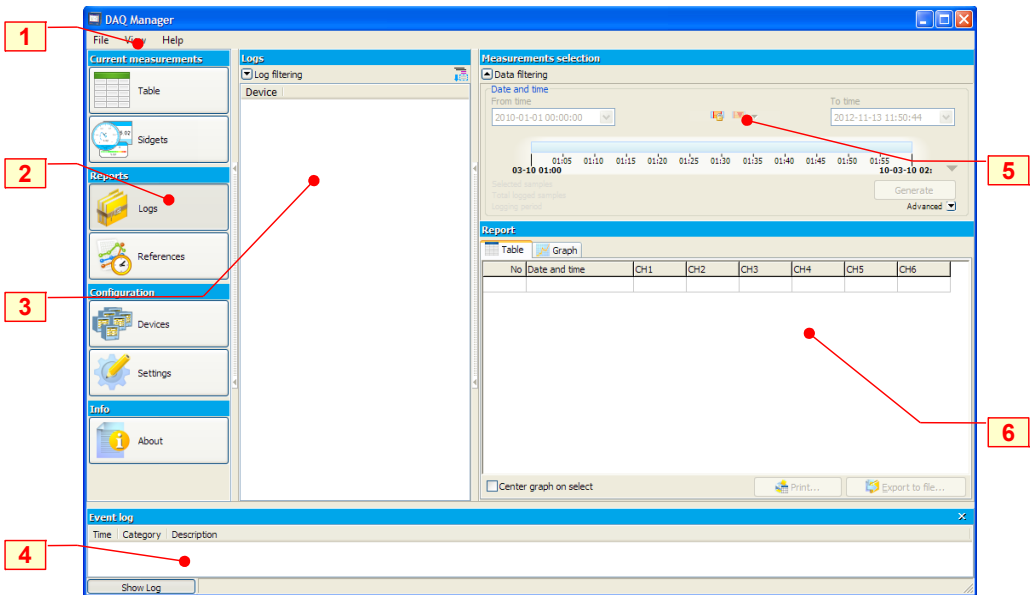 DAQ Manager
1
File View Help
Current measurements
Table
Sidgets
2
Reports
Logs
References
3
Configuration
Devices
Settings
Info
About
Logs
Log filtering
Device
Measurements selection
Data filtering
Date and time
From time
To time
2010-01-01 00:00:00
2012-11-13 11:50:44
5
01:05 01:10 01:15 01:20 01:25 01:30 01:35 01:40 01:45 01:50 01:55
03-10 01:00
10-03-10 02:
Selected samples
Total logged samples
Logging period
Generate
Advanced
Report
Table Graph
No Date and time CH1 CH2 CH3 CH4 CH5 CH6
6
Center graph on select
Print...
Export to file...
Event log
Time Category Description
4
Show Log